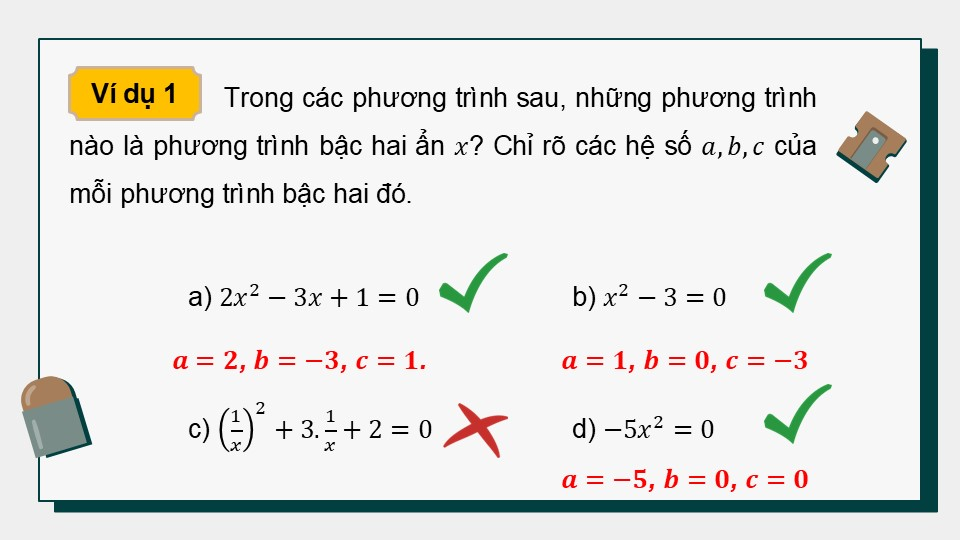 Ví dụ 1 Trong các phương trình sau, những phương trình
nào là phương trình bậc hai ẩn 𝑥? Chỉ rõ các hệ số 𝑎, 𝑏, 𝑐 của
mỗi phương trình bậc hai đó.
a) 2𝑥² − 3𝑥 + 1 = 0 b) 𝑥² − 3 = 0
𝒂 = 𝟐, 𝒃 = −𝟑, 𝒄 = 𝟏. 𝒂 = 𝟏, 𝒃 = 𝟎, 𝒄 = −𝟑
c) (1/𝑥)² + 3.1/𝑥 + 2 = 0 d) −5𝑥² = 0
𝒂 = −𝟓, 𝒃 = 𝟎, 𝒄 = 𝟎